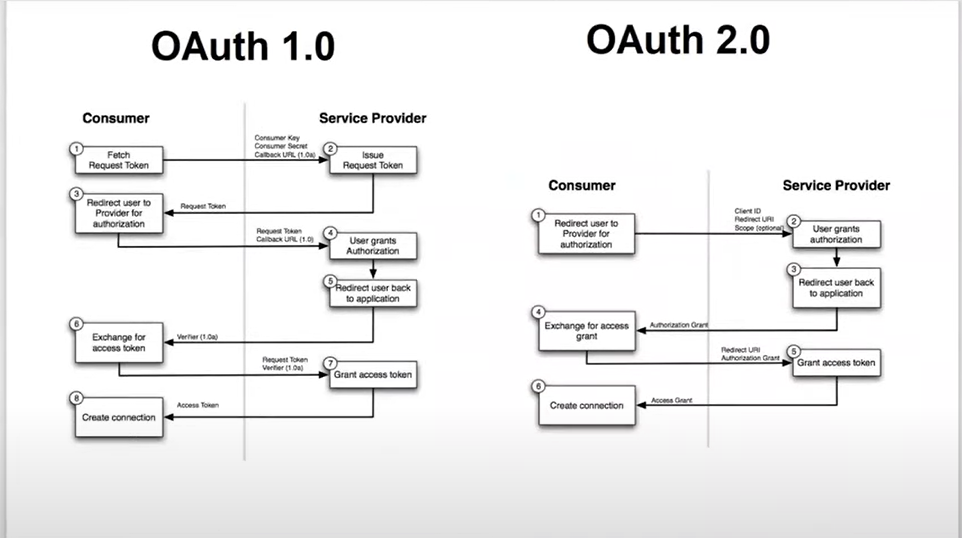 OAuth 1.0
Consumer
Service Provider
1
Fetch
Request Token
Consumer Key
Consumer Secret
Callback URL (1.0a)
2
Issue
Request Token
3
Redirect user to
Provider for
authorization
Request Token
Request Token
Callback URL (1.0)
4
User grants
Authorization
5
Redirect user back
to application
6
Exchange for
access token
Verifier (1.0a)
Request Token
Verifier (1.0a)
7
Grant access token
8
Create connection
Access Token
OAuth 2.0
Consumer
Service Provider
1
Redirect user to
Provider for
authorization
Client ID
Redirect URI
Scope (optional
2
User grants
authorization
3
Redirect user back
to application
4
Exchange for access
grant
Authorization Grant
Redirect URI
Authorization Grant
5
Grant access token
6
Create connection
Access Grant